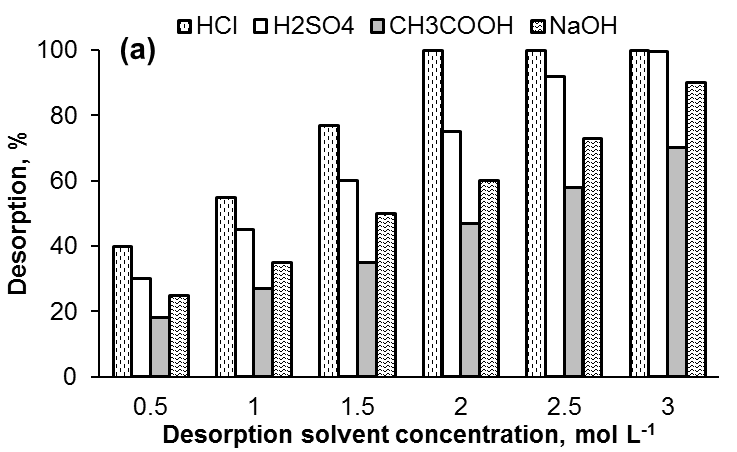 HCl H2SO4 CH3COOH NaOH
(a)
100
80
60
40
20
0
Desorption, %
0.5 1 1.5 2 2.5 3
Desorption solvent concentration, mol L⁻¹